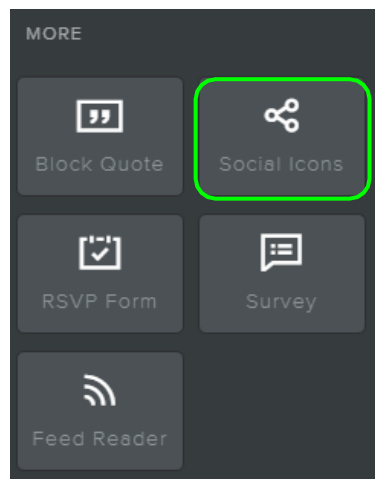 MORE
Block Quote
Social Icons
RSVP Form
Survey
Feed Reader